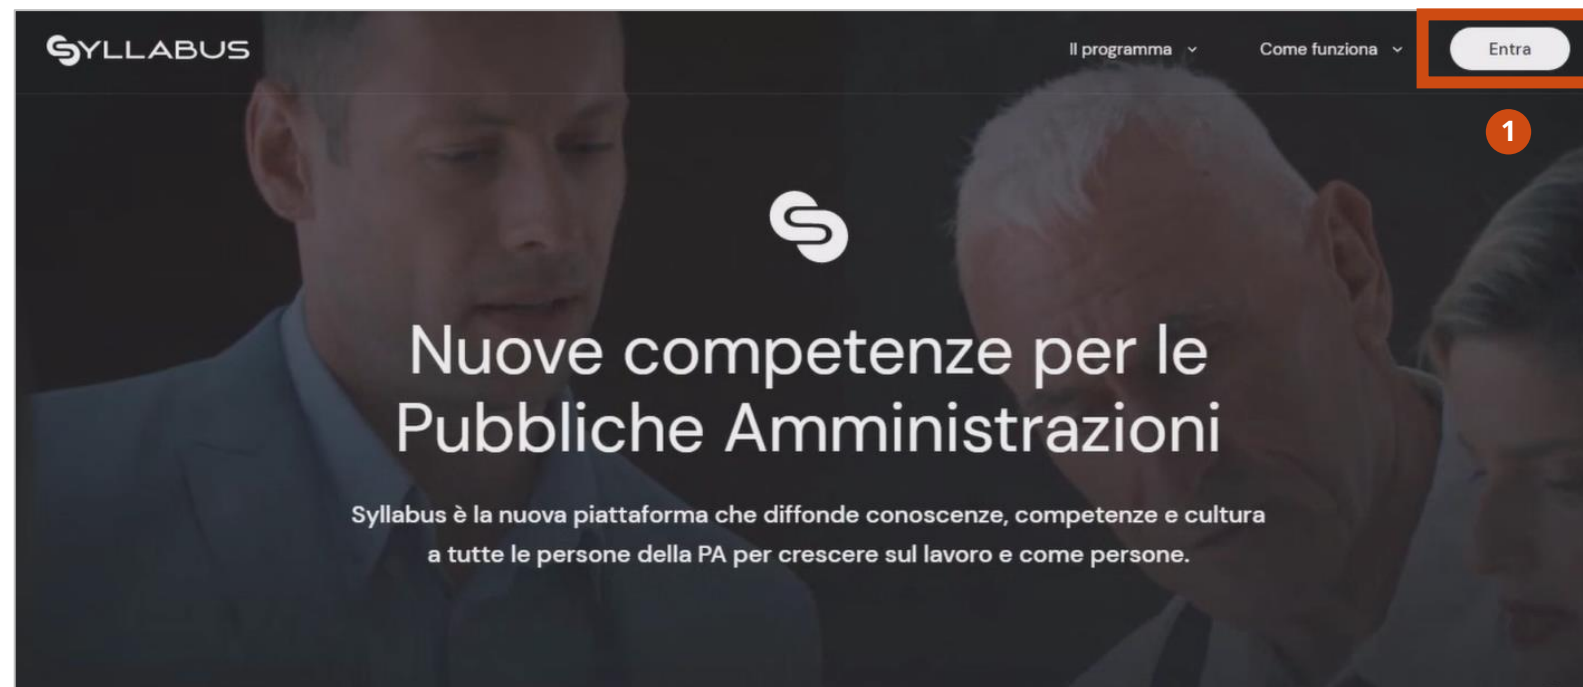 SYLLABUS
Il programma
Come funziona
Entra
1
Nuove competenze per le
Pubbliche Amministrazioni
Syllabus è la nuova piattaforma che diffonde conoscenze, competenze e cultura
a tutte le persone della PA per crescere sul lavoro e come persone.